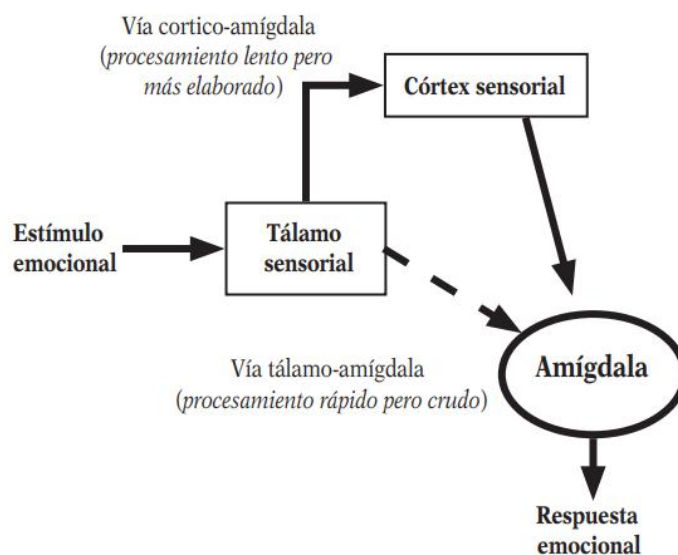 Vía cortico-amígdala
(procesamiento lento pero
más elaborado)
Córtex sensorial
Estímulo
emocional
Tálamo
sensorial
Vía tálamo-amígdala
(procesamiento rápido pero crudo)
Amígdala
Respuesta
emocional